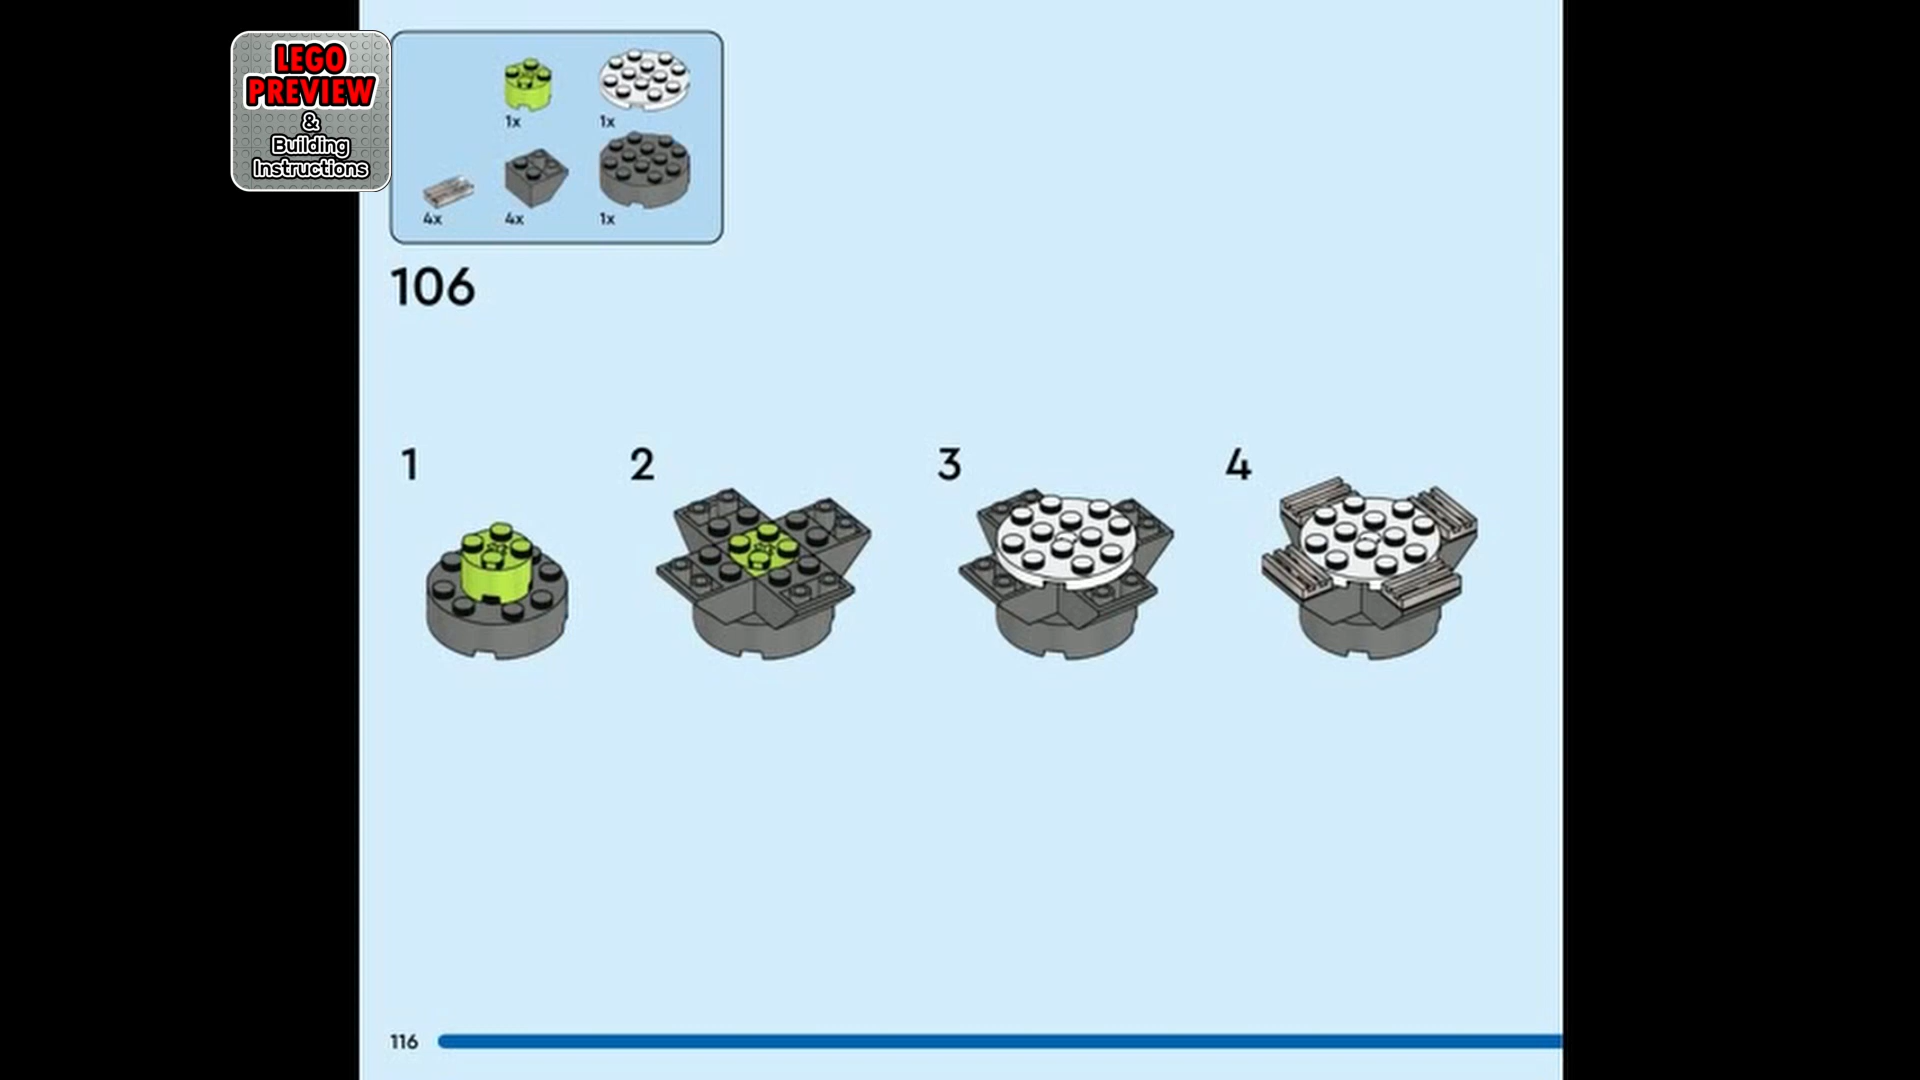 LEGO
PREVIEW
&
Building
Instructions
1x 1x
4x 4x 1x
106
1 2 3 4
116